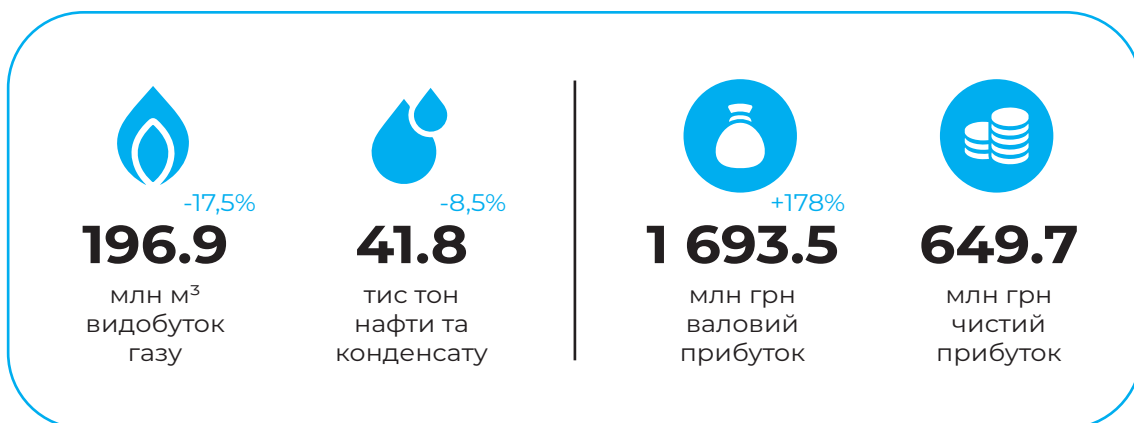 -17,5%
196.9
млн м³
видобуток
газу
-8,5%
41.8
тис тон
нафти та
конденсату
+178%
1 693.5
млн грн
валовий
прибуток
649.7
млн грн
чистий
прибуток